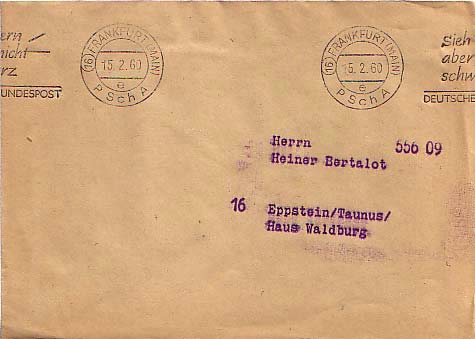 ern
nicht
rz
UNDESPOST
(16) FRANKFURT (MAIN)
15.2.60
e
PSchA
(16) FRANKFURT (MAIN)
15.2.60
e
PSchA
Sieh
aber
schw
DEUTSCHE
Herrn 556 09
Heiner Bertalot
16 Eppstein/Taunus/
Haus Waldburg